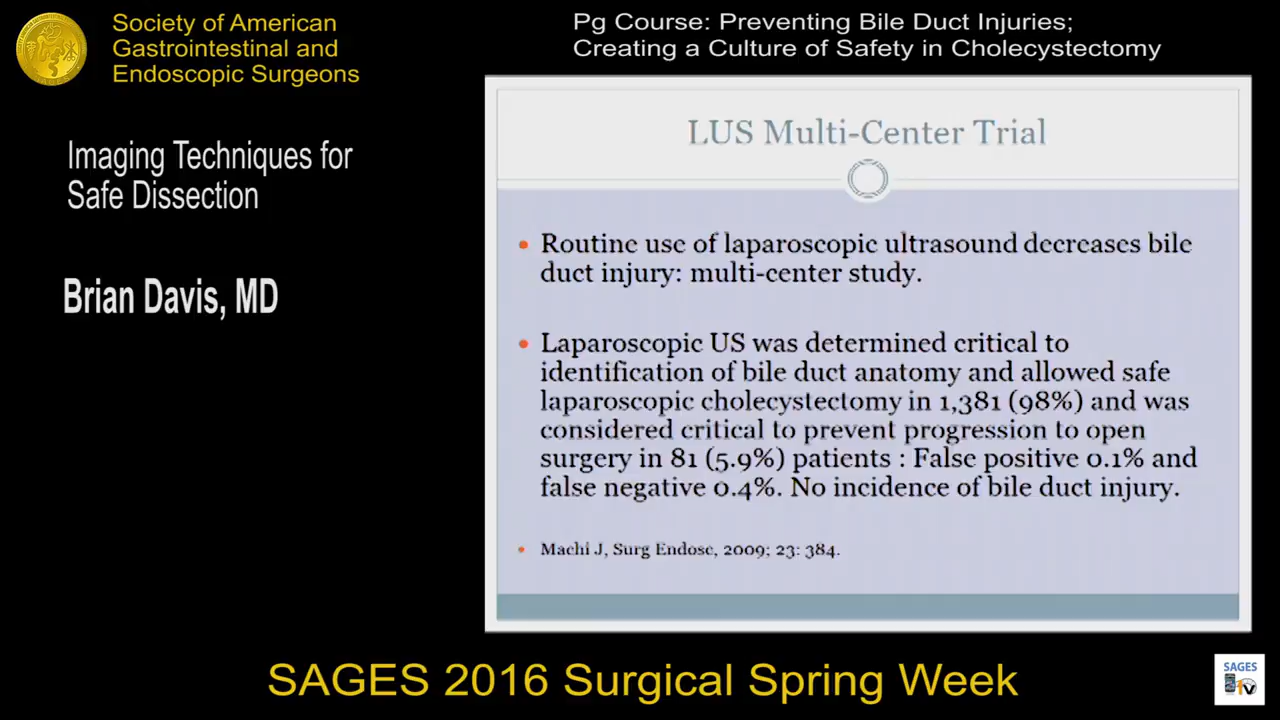 Society of American
Gastrointestinal and
Endoscopic Surgeons
Pg Course: Preventing Bile Duct Injuries;
Creating a Culture of Safety in Cholecystectomy
Imaging Techniques for
Safe Dissection
Brian Davis, MD
LUS Multi-Center Trial
• Routine use of laparoscopic ultrasound decreases bile
duct injury: multi-center study.
• Laparoscopic US was determined critical to
identification of bile duct anatomy and allowed safe
laparoscopic cholecystectomy in 1,381 (98%) and was
considered critical to prevent progression to open
surgery in 81 (5.9%) patients : False positive 0.1% and
false negative 0.4%. No incidence of bile duct injury.
• Machi J, Surg Endosc, 2009; 23: 384.
SAGES 2016 Surgical Spring Week
SAGES
TV